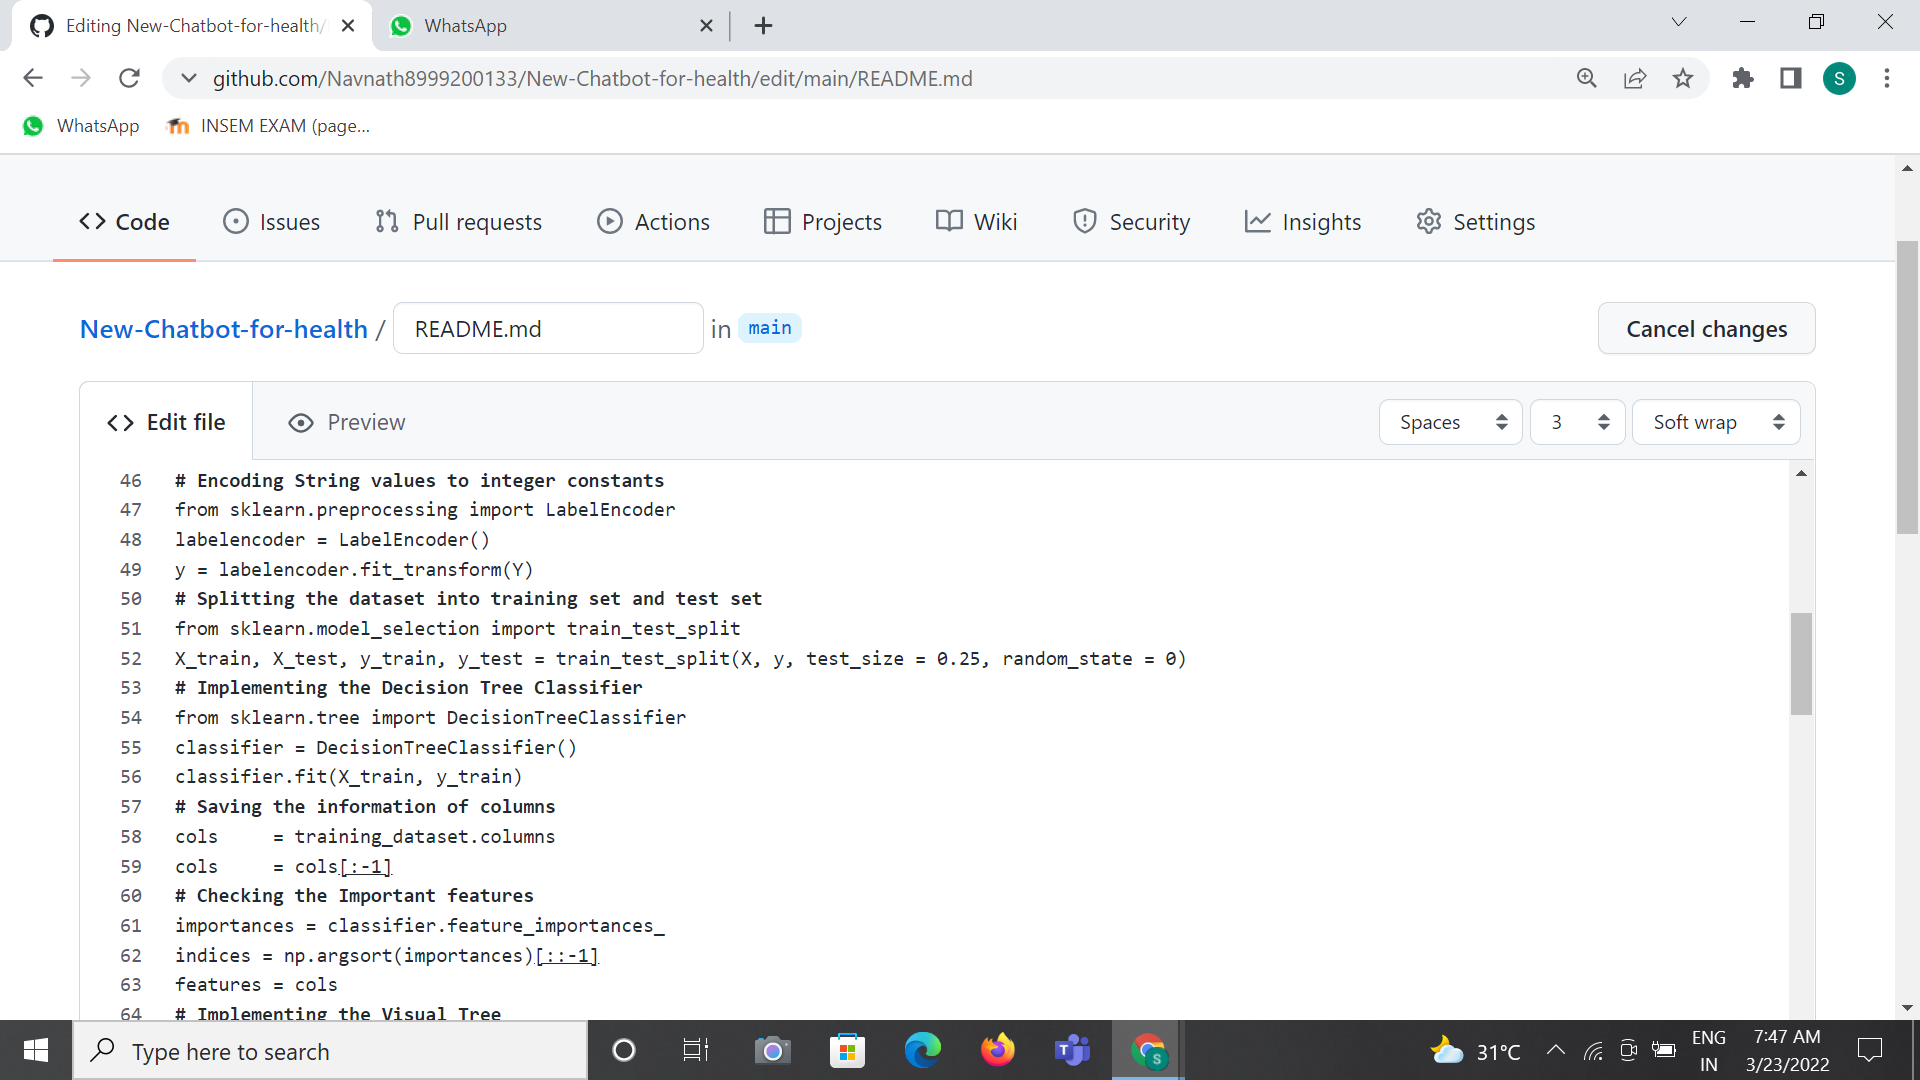 Editing New-Chatbot-for-health/
WhatsApp
github.com/Navnath8999200133/New-Chatbot-for-health/edit/main/README.md
S
WhatsApp
INSEM EXAM (page...
Code
Issues
Pull requests
Actions
Projects
Wiki
Security
Insights
Settings
New-Chatbot-for-health / README.md in main
Cancel changes
Edit file
Preview
Spaces
3
Soft wrap
46 # Encoding String values to integer constants
47 from sklearn.preprocessing import LabelEncoder
48 labelencoder = LabelEncoder()
49 y = labelencoder.fit_transform(Y)
50 # Splitting the dataset into training set and test set
51 from sklearn.model_selection import train_test_split
52 X_train, X_test, y_train, y_test = train_test_split(X, y, test_size = 0.25, random_state = 0)
53 # Implementing the Decision Tree Classifier
54 from sklearn.tree import DecisionTreeClassifier
55 classifier = DecisionTreeClassifier()
56 classifier.fit(X_train, y_train)
57 # Saving the information of columns
58 cols     = training_dataset.columns
59 cols     = cols[:-1]
60 # Checking the Important features
61 importances = classifier.feature_importances_
62 indices = np.argsort(importances)[::-1]
63 features = cols
64 # Implementing the Visual Tree
Type here to search
T
S
31°C
ENG
IN
7:47 AM
3/23/2022